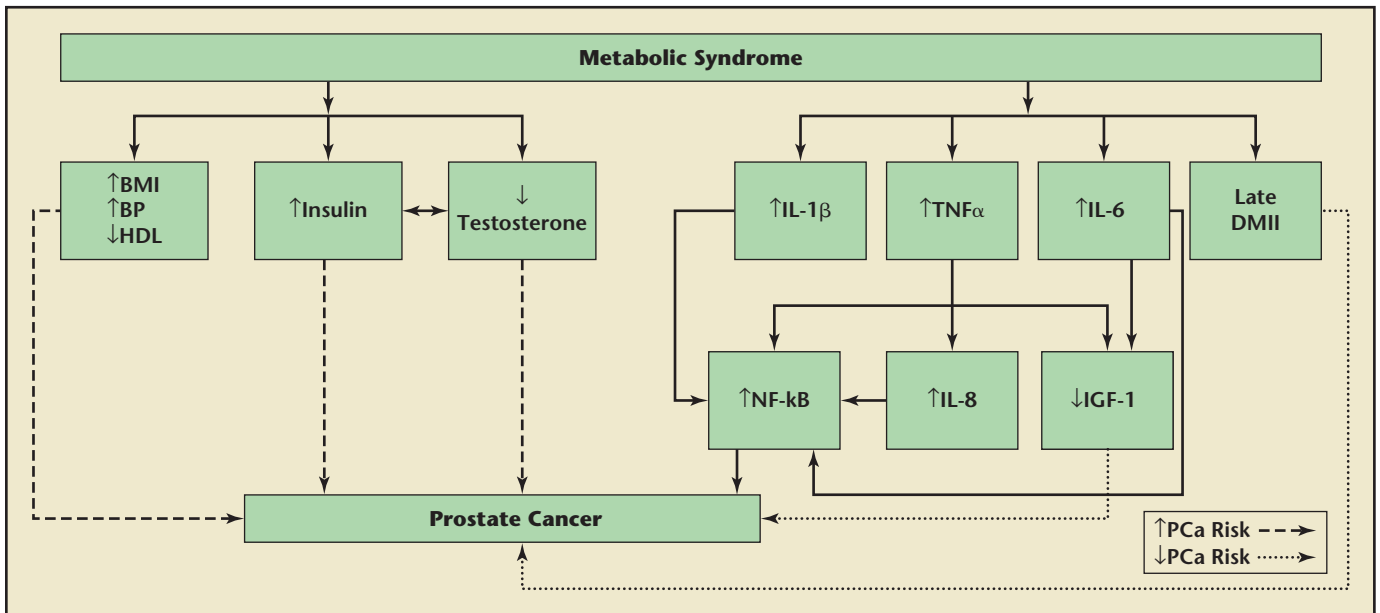 Metabolic Syndrome
↑BMI
↑BP
↓HDL
↑Insulin
↓
Testosterone
↑IL-1β
↑TNFα
↑IL-6
Late
DMII
↑NF-kB
↑IL-8
↓IGF-1
Prostate Cancer
↑PCa Risk
↓PCa Risk